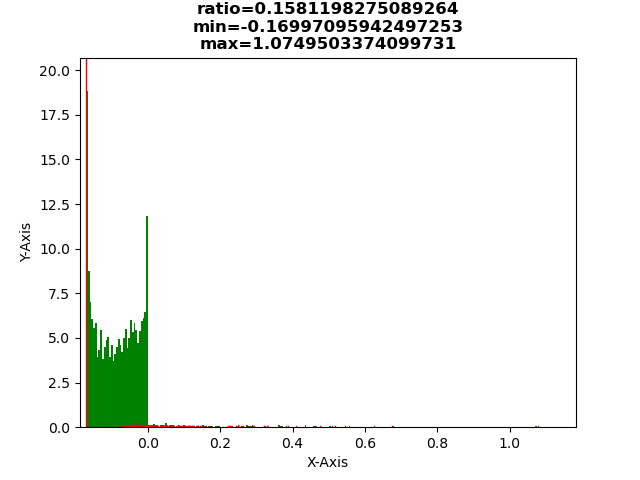 ratio=0.1581198275089264
min=-0.16997095942497253
max=1.0749503374099731
20.0
17.5
15.0
12.5
10.0
7.5
5.0
2.5
0.0
Y-Axis
0.0 0.2 0.4 0.6 0.8 1.0
X-Axis